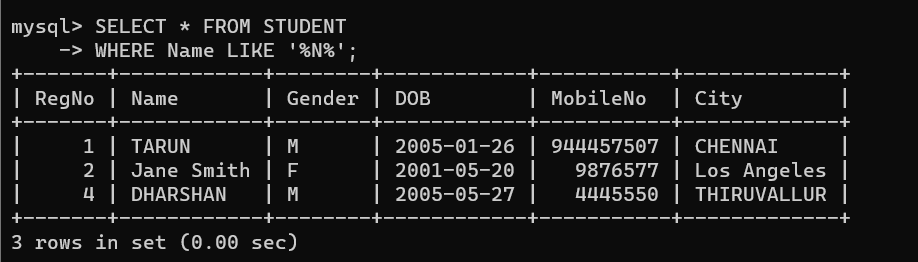 mysql> SELECT * FROM STUDENT
    -> WHERE Name LIKE '%N%';
+-------+------------+--------+------------+-----------+-------------+
| RegNo | Name       | Gender | DOB        | MobileNo  | City        |
+-------+------------+--------+------------+-----------+-------------+
|     1 | TARUN      | M      | 2005-01-26 | 944457507 | CHENNAI     |
|     2 | Jane Smith | F      | 2001-05-20 |   9876577 | Los Angeles |
|     4 | DHARSHAN   | M      | 2005-05-27 |   4445550 | THIRUVALLUR |
+-------+------------+--------+------------+-----------+-------------+
3 rows in set (0.00 sec)